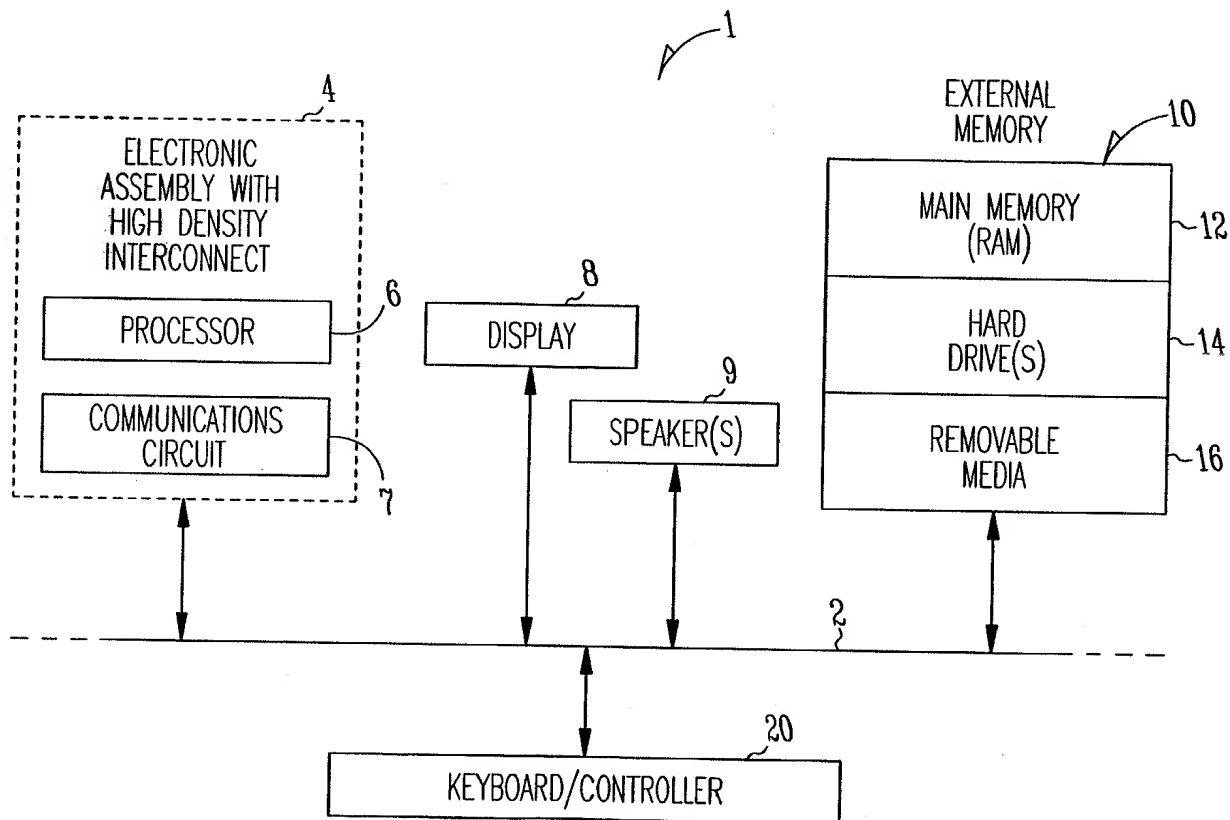 1
4
ELECTRONIC
ASSEMBLY WITH
HIGH DENSITY
INTERCONNECT
6
PROCESSOR
COMMUNICATIONS
CIRCUIT
7
8
DISPLAY
9
SPEAKER(S)
EXTERNAL
MEMORY
10
MAIN MEMORY
(RAM)
12
HARD
DRIVE(S)
14
REMOVABLE
MEDIA
16
2
20
KEYBOARD/CONTROLLER